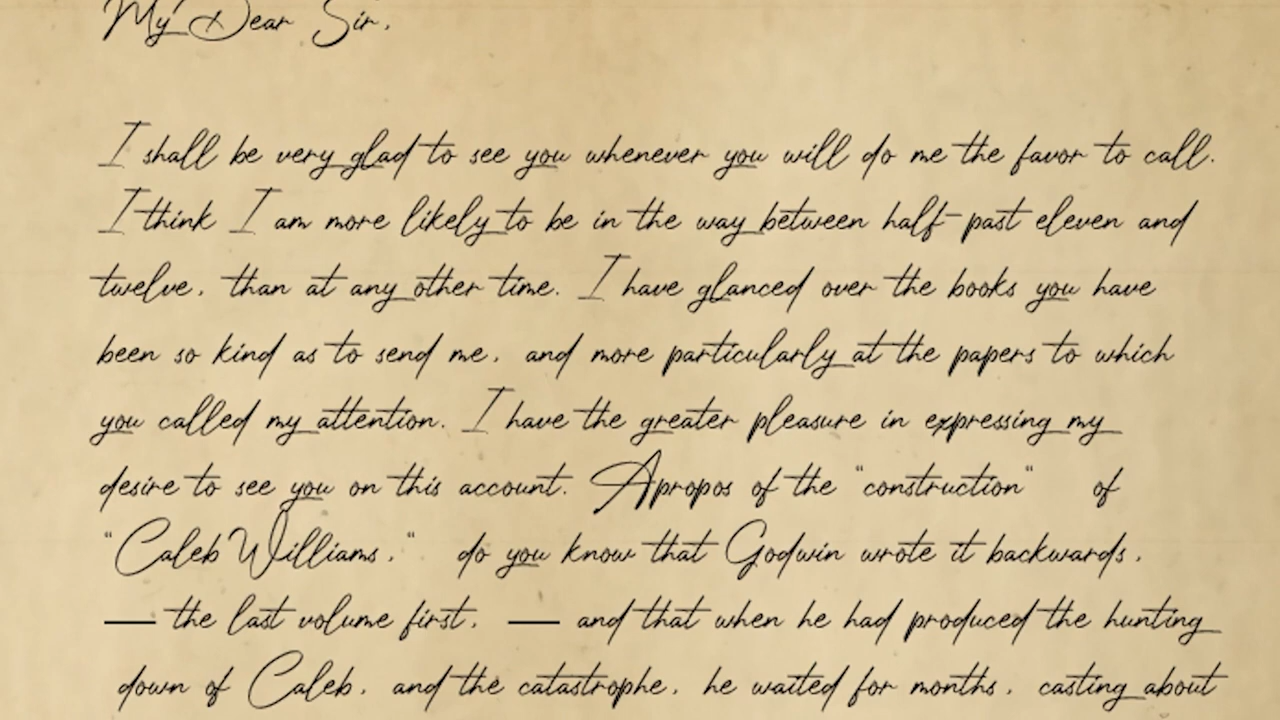 My Dear Sir,
I shall be very glad to see you whenever you will do me the favor to call.
I think I am more likely to be in the way between half-past eleven and
twelve, than at any other time. I have glanced over the books you have
been so kind as to send me, and more particularly at the papers to which
you called my attention. I have the greater pleasure in expressing my
desire to see you on this account. Apropos of the "construction" of
"Caleb Williams," do you know that Godwin wrote it backwards,
— the last volume first, — and that when he had produced the hunting
down of Caleb, and the catastrophe, he waited for months, casting about